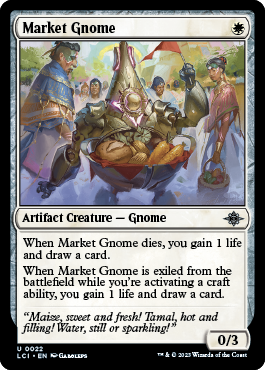 Market Gnome
Artifact Creature — Gnome
When Market Gnome dies, you gain 1 life
and draw a card.
When Market Gnome is exiled from the
battlefield while you're activating a craft
ability, you gain 1 life and draw a card.
"Maize, sweet and fresh! Tamal, hot and
filling! Water, still or sparkling!"
0/3
U 0022
LCI • EN Gaboleps
™ & © 2023 Wizards of the Coast